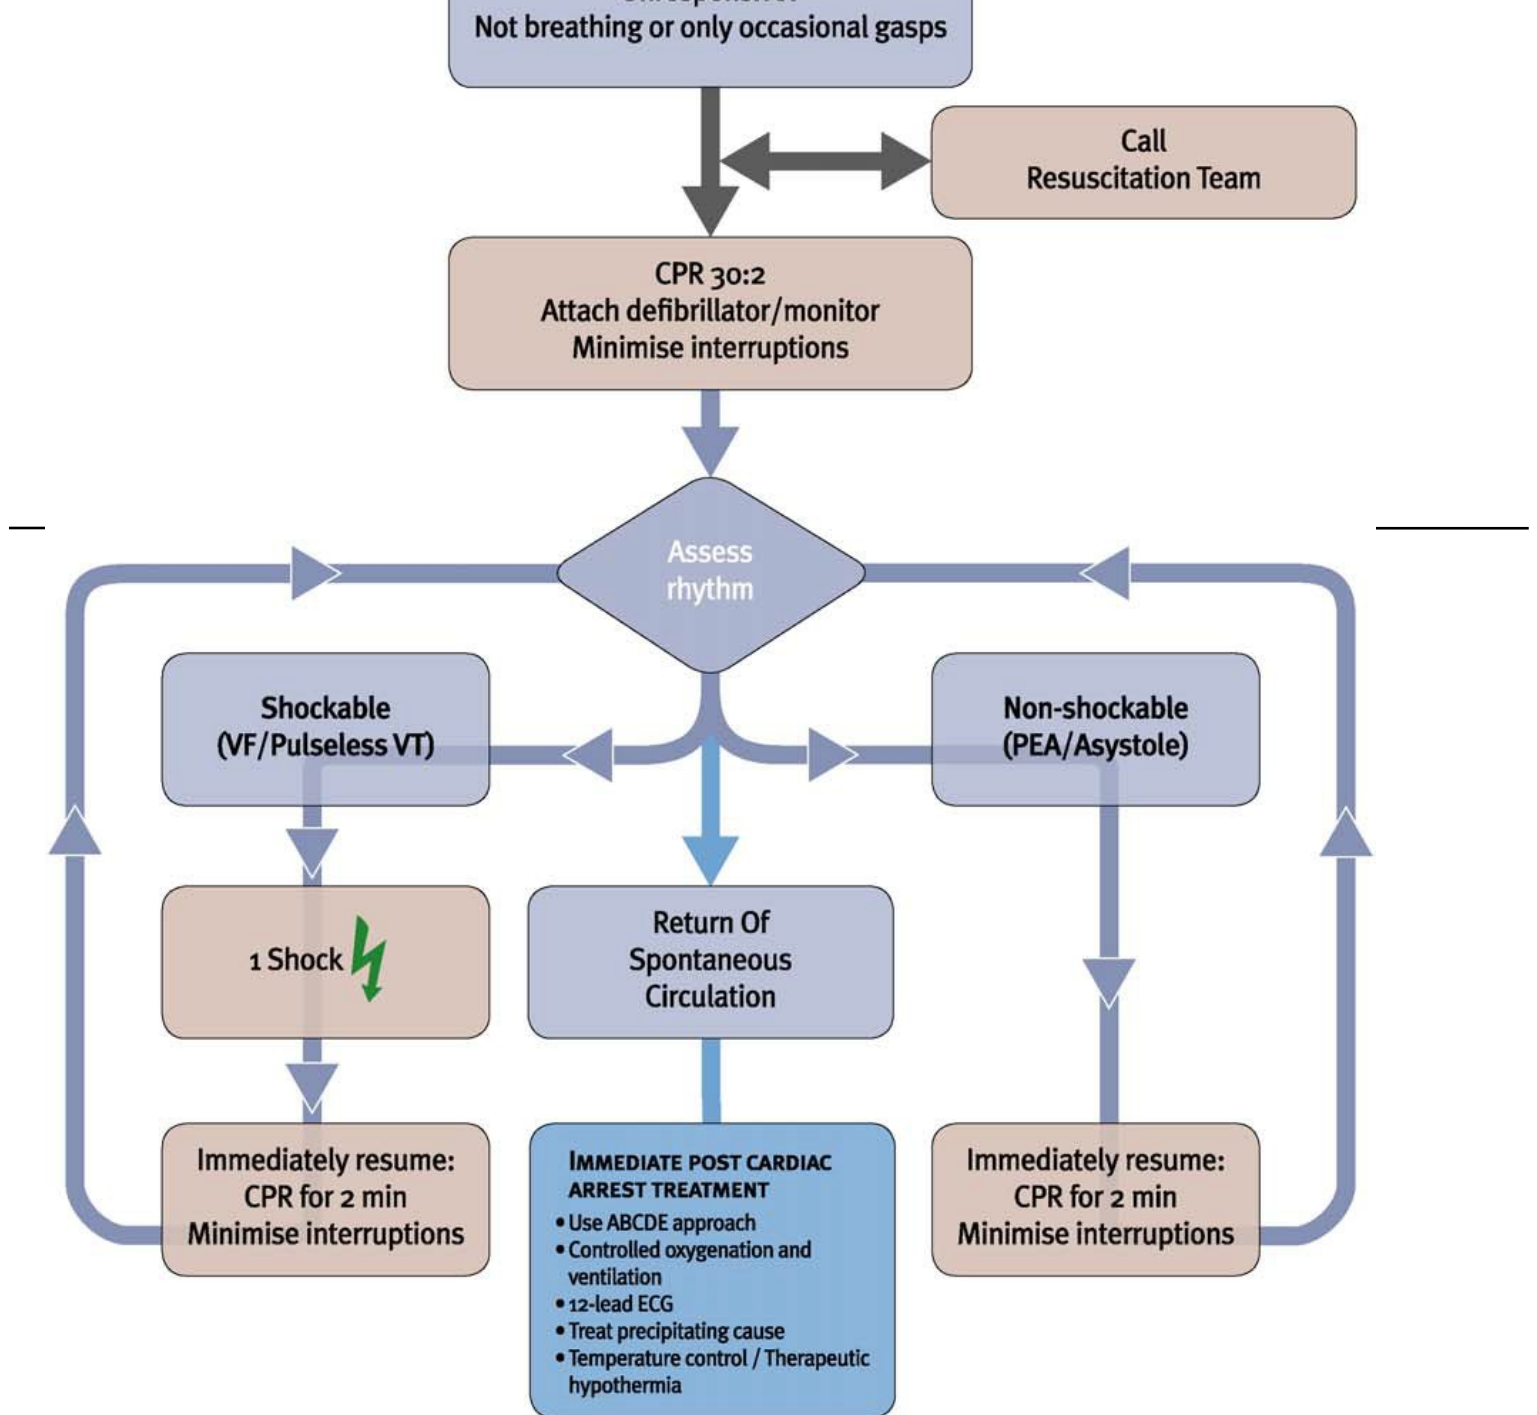 Not breathing or only occasional gasps
Call
Resuscitation Team
CPR 30:2
Attach defibrillator/monitor
Minimise interruptions
Assess
rhythm
Shockable
(VF/Pulseless VT)
Non-shockable
(PEA/Asystole)
1 Shock
Return Of
Spontaneous
Circulation
Immediately resume:
CPR for 2 min
Minimise interruptions
IMMEDIATE POST CARDIAC
ARREST TREATMENT
• Use ABCDE approach
• Controlled oxygenation and
ventilation
• 12-lead ECG
• Treat precipitating cause
• Temperature control / Therapeutic
hypothermia
Immediately resume:
CPR for 2 min
Minimise interruptions